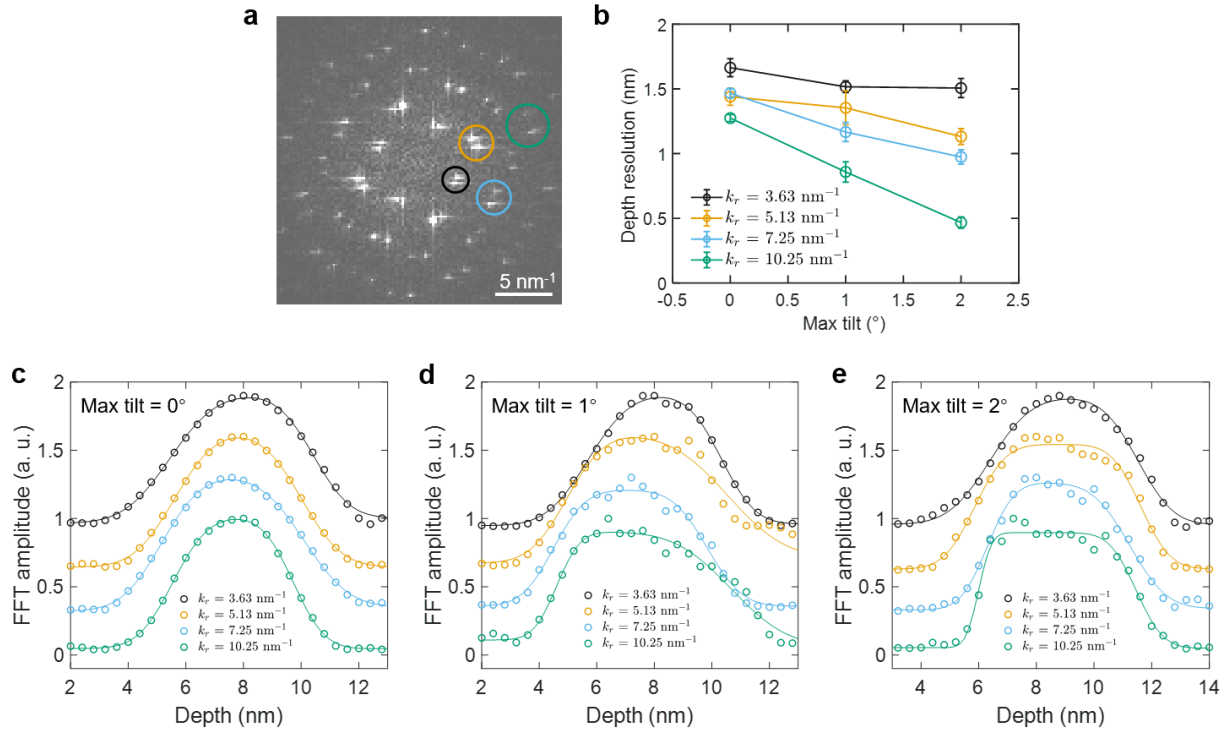 a
5 nm-1
b
Depth resolution (nm)
2
1.5
1
0.5
0
kr = 3.63 nm−1
kr = 5.13 nm−1
kr = 7.25 nm−1
kr = 10.25 nm−1
-0.5 0 0.5 1 1.5 2 2.5
Max tilt (°)
c
FFT amplitude (a. u.)
2
1.5
1
0.5
0
Max tilt = 0°
kr = 3.63 nm−1
kr = 5.13 nm−1
kr = 7.25 nm−1
kr = 10.25 nm−1
2 4 6 8 10 12
Depth (nm)
d
FFT amplitude (a. u.)
2
1.5
1
0.5
0
Max tilt = 1°
kr = 3.63 nm−1
kr = 5.13 nm−1
kr = 7.25 nm−1
kr = 10.25 nm−1
2 4 6 8 10 12
Depth (nm)
e
FFT amplitude (a. u.)
2
1.5
1
0.5
0
Max tilt = 2°
kr = 3.63 nm−1
kr = 5.13 nm−1
kr = 7.25 nm−1
kr = 10.25 nm−1
4 6 8 10 12 14
Depth (nm)